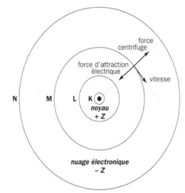 force
centrifuge
force d'attraction
électrique
vitesse
N M L K
noyau
+ Z
nuage électronique
– Z